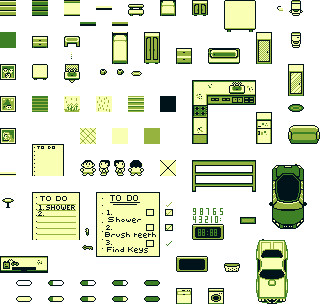 TO DO
TO DO
1. SHOWER
2.
TO DO
1.
Shower
2.
Brush teeth
3.
Find Keys
98765
43210:
88:88